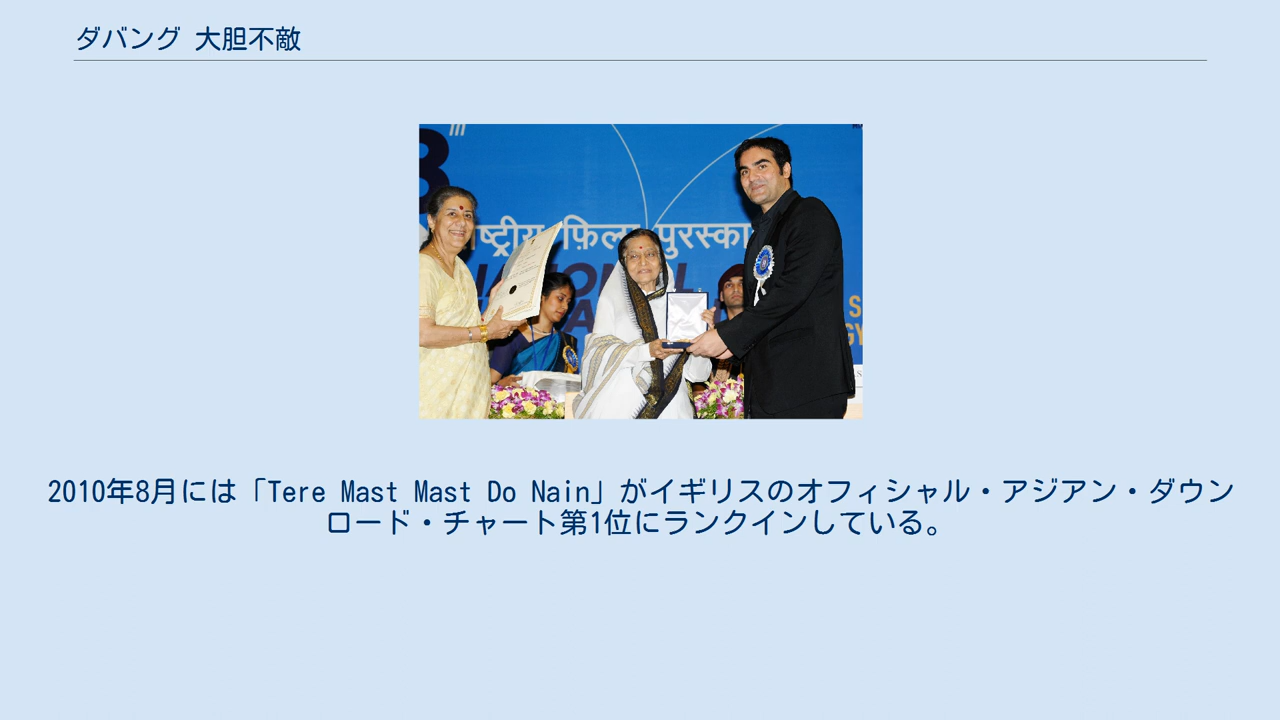 ダバング 大胆不敵
राष्ट्रीय फ़िल्म पुरस्का
NATIONAL
2010年8月には「Tere Mast Mast Do Nain」がイギリスのオフィシャル・アジアン・ダウン
ロード・チャート第1位にランクインしている。